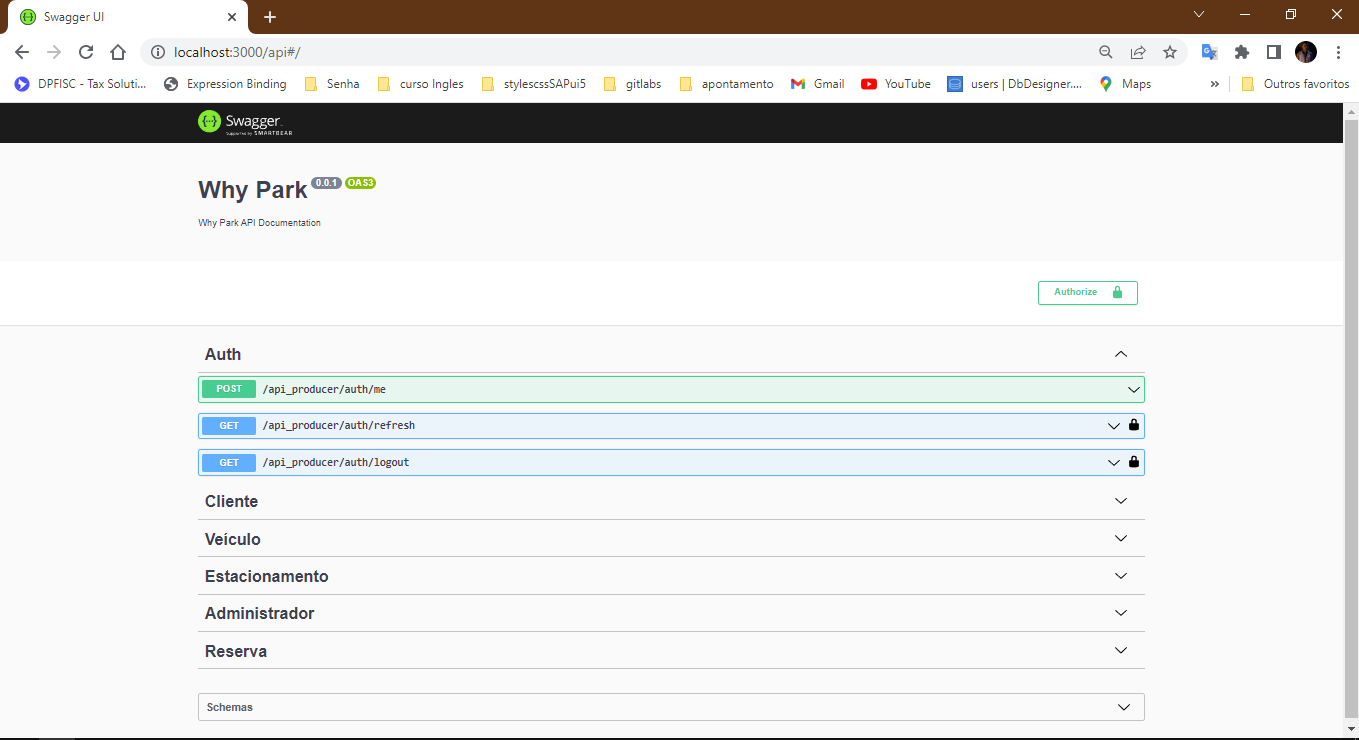 Swagger UI
localhost:3000/api#/
DPFISC - Tax Soluti... Expression Binding Senha curso Ingles stylescssSAPui5 gitlabs apontamento Gmail YouTube users | DbDesigner.... Maps » Outros favoritos
Swagger
Supported by SMARTBEAR
Why Park 0.0.1 OAS3
Why Park API Documentation
Authorize
Auth
POST /api_producer/auth/me
GET /api_producer/auth/refresh
GET /api_producer/auth/logout
Cliente
Veículo
Estacionamento
Administrador
Reserva
Schemas